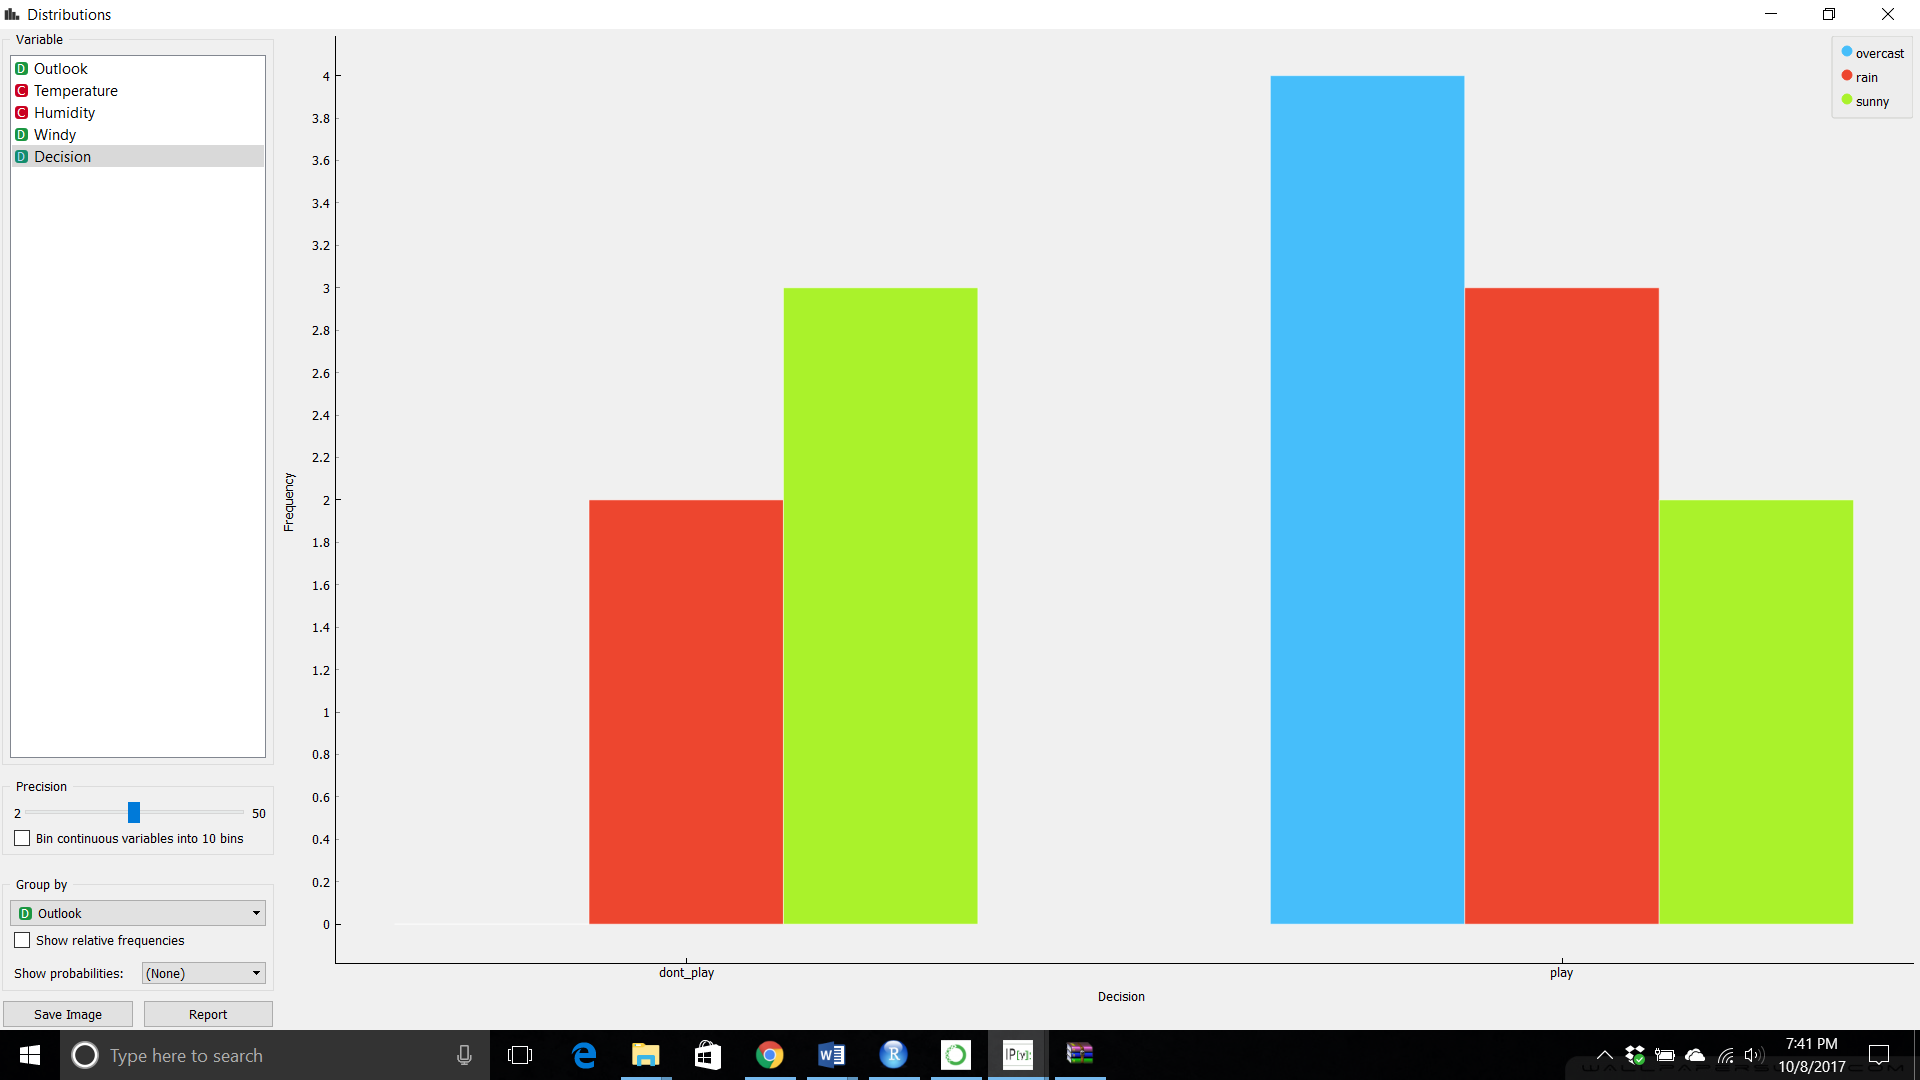 Distributions
Variable
D Outlook
C Temperature
C Humidity
D Windy
D Decision
Precision
2 50
Bin continuous variables into 10 bins
Group by
D Outlook
Show relative frequencies
Show probabilities: (None)
Save Image Report
Frequency
4
3.8
3.6
3.4
3.2
3
2.8
2.6
2.4
2.2
2
1.8
1.6
1.4
1.2
1
0.8
0.6
0.4
0.2
0
dont_play play
Decision
overcast
rain
sunny
Type here to search
W
R
IP[y]:
7:41 PM
10/8/2017